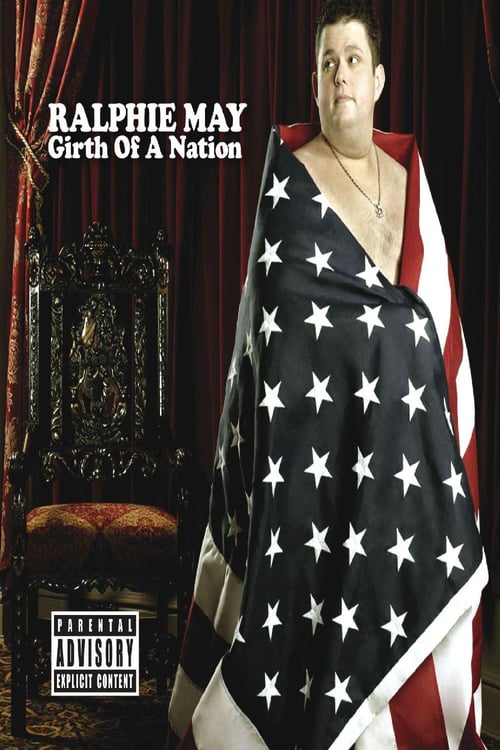 RALPHIE MAY
Girth Of A Nation
PARENTAL
ADVISORY
EXPLICIT CONTENT